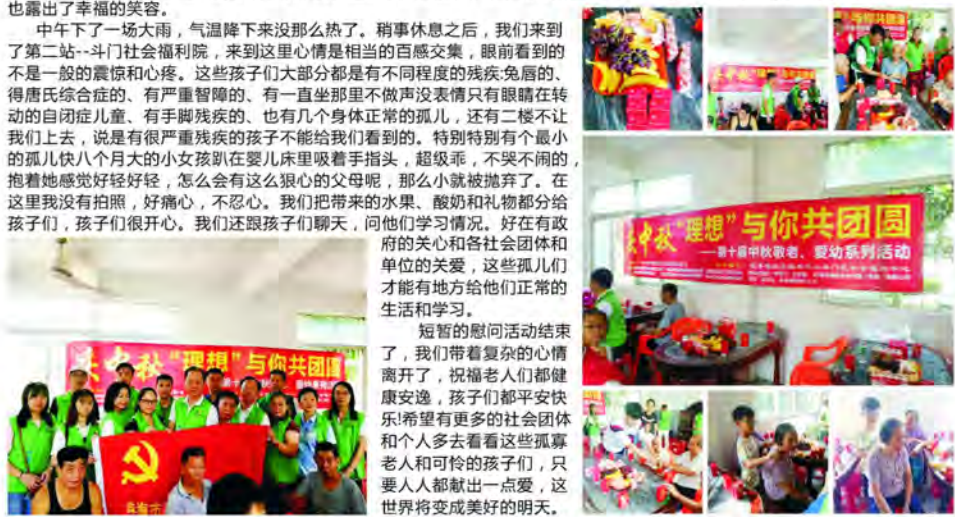 也露出了幸福的笑容。
中午下了一场大雨，气温降下来没那么热了。稍事休息之后，我们来到
了第二站--斗门社会福利院，来到这里心情是相当的百感交集，眼前看到的
不是一般的震惊和心疼。这些孩子们大部分都是有不同程度的残疾:兔唇的、
得唐氏综合症的、有严重智障的、有一直坐那里不做声没表情只有眼睛在转
动的自闭症儿童、有手脚残疾的、也有几个身体正常的孤儿，还有二楼不让
我们上去，说是有很严重残疾的孩子不能给我们看到的。特别特别有个最小
的孤儿快八个月大的小女孩趴在婴儿床里吸着手指头，超级乖，不哭不闹的，
抱着她感觉好轻好轻，怎么会有这么狠心的父母呢，那么小就被抛弃了。在
这里我没有拍照，好痛心，不忍心。我们把带来的水果、酸奶和礼物都分给
孩子们，孩子们很开心。我们还跟孩子们聊天，问他们学习情况。好在有政
府的关心和各社会团体和
单位的关爱，这些孤儿们
才能有地方给他们正常的
生活和学习。
短暂的慰问活动结束
了，我们带着复杂的心情
离开了，祝福老人们都健
康安逸，孩子们都平安快
乐!希望有更多的社会团体
和个人多去看看这些孤寡
老人和可怜的孩子们，只
要人人都献出一点爱，这
世界将变成美好的明天。
中秋“理想”与你共团圆
中秋“理想”与你共团圆
——第十届中秋敬老、爱幼系列活动